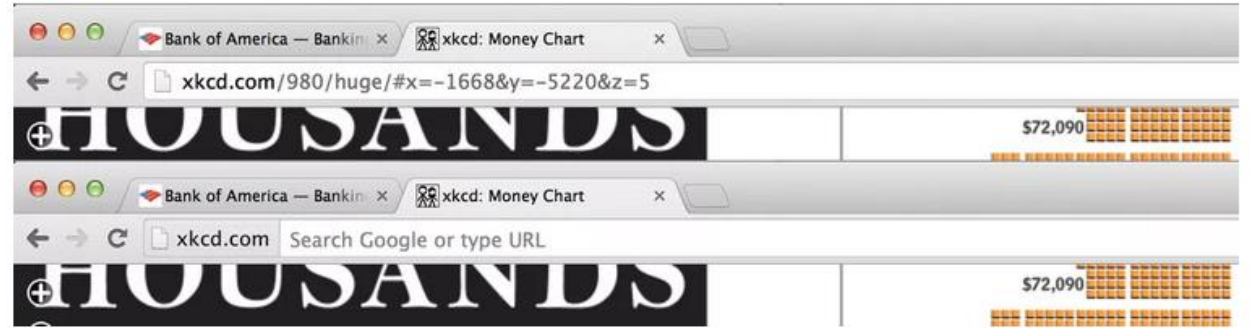 Bank of America — Bankin xkcd: Money Chart
xkcd.com/980/huge/#x=-1668&y=-5220&z=5
HOUSANDS
$72,090
Bank of America — Bankin xkcd: Money Chart
xkcd.com Search Google or type URL
HOUSANDS
$72,090